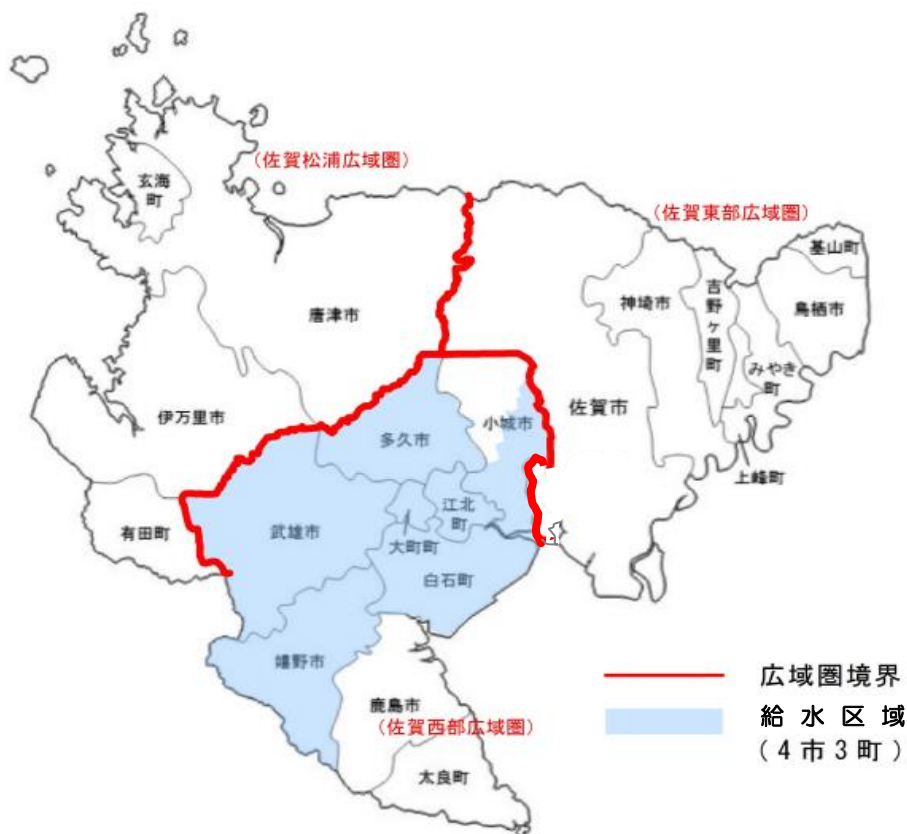 (佐賀松浦広域圏)
玄海
町
(佐賀東部広域圏)
基山町
神埼市
吉野ヶ里町
鳥栖市
唐津市
みやき
町
佐賀市
伊万里市
小城市
多久市
上峰町
江北
町
有田町
武雄市
大町町
白石町
嬉野市
鹿島市
(佐賀西部広域圏)
太良町
広域圏境界
給水区域
(4市3町)